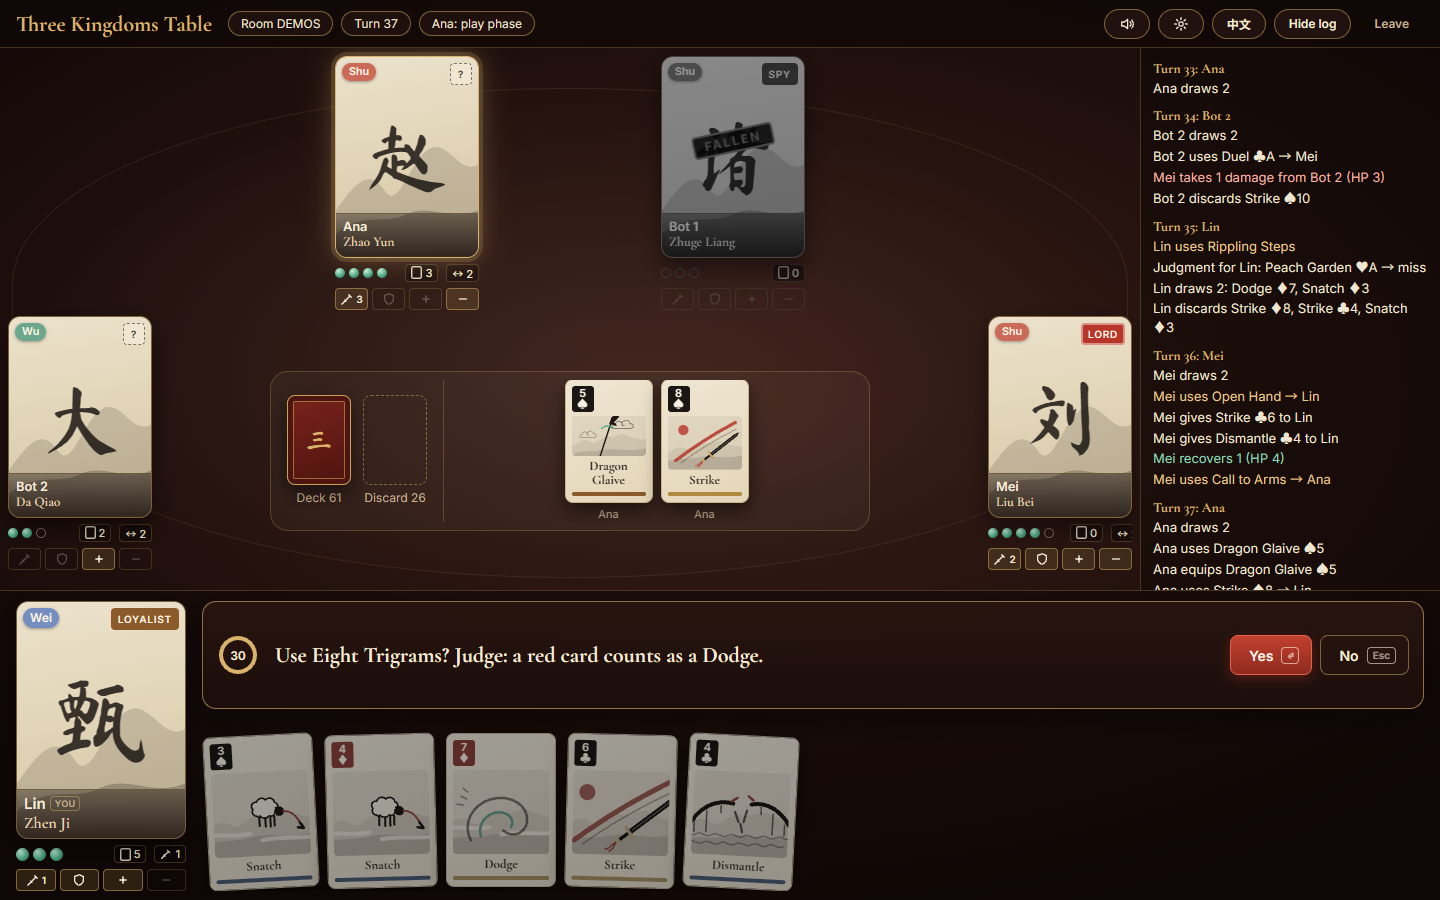 Three Kingdoms Table
Room DEMOS
Turn 37
Ana: play phase
中文
Hide log
Leave
Shu
?
赵
Ana
Zhao Yun
3
↔ 2
3
Shu
SPY
FALLEN
Bot 1
Zhuge Liang
0
Wu
?
大
Bot 2
Da Qiao
2
↔ 2
+
−
三
Deck 61
Discard 26
5♠
Dragon
Glaive
Ana
8♠
Strike
Ana
Shu
LORD
刘
Mei
Liu Bei
0
↔
2
+
−
Turn 33: Ana
Ana draws 2
Turn 34: Bot 2
Bot 2 draws 2
Bot 2 uses Duel ♣A → Mei
Mei takes 1 damage from Bot 2 (HP 3)
Bot 2 discards Strike ♠10
Turn 35: Lin
Lin uses Rippling Steps
Judgment for Lin: Peach Garden ♥A → miss
Lin draws 2: Dodge ♦7, Snatch ♦3
Lin discards Strike ♦8, Strike ♣4, Snatch
♦3
Turn 36: Mei
Mei draws 2
Mei uses Open Hand → Lin
Mei gives Strike ♣6 to Lin
Mei gives Dismantle ♣4 to Lin
Mei recovers 1 (HP 4)
Mei uses Call to Arms → Ana
Turn 37: Ana
Ana draws 2
Ana uses Dragon Glaive ♠5
Ana equips Dragon Glaive ♠5
Ana uses Strike ♠8 → Lin
Wei
LOYALIST
甄
Lin YOU
Zhen Ji
5
1
1
+
−
30
Use Eight Trigrams? Judge: a red card counts as a Dodge.
Yes ⏎
No Esc
3♠
Snatch
4♦
Snatch
7♦
Dodge
6♣
Strike
4♣
Dismantle